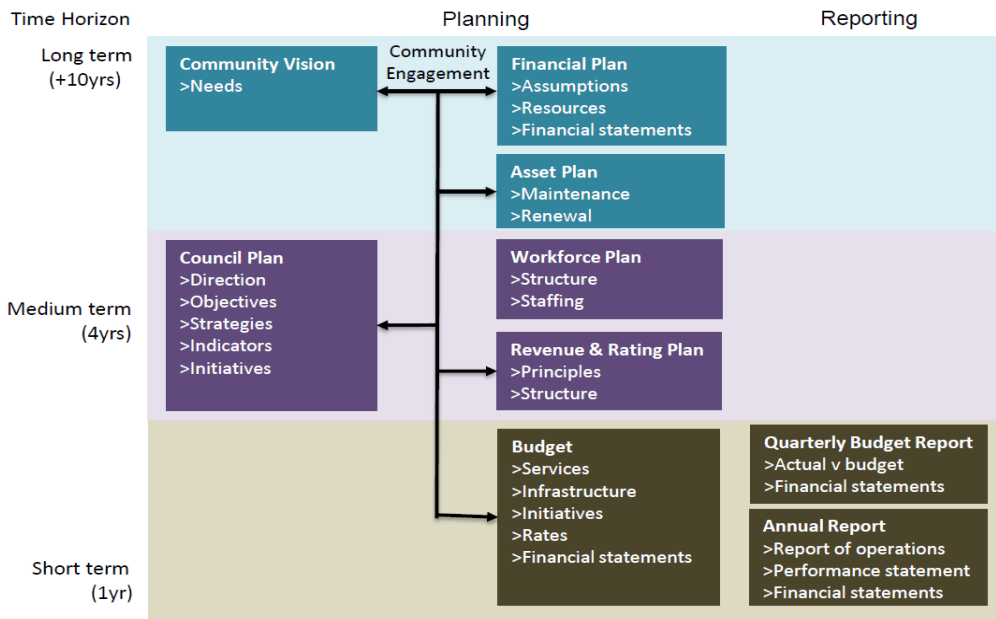 Time Horizon
Planning
Reporting
Long term
(+10yrs)
Community Vision
>Needs
Community
Engagement
Financial Plan
>Assumptions
>Resources
>Financial statements
Asset Plan
>Maintenance
>Renewal
Medium term
(4yrs)
Council Plan
>Direction
>Objectives
>Strategies
>Indicators
>Initiatives
Workforce Plan
>Structure
>Staffing
Revenue & Rating Plan
>Principles
>Structure
Short term
(1yr)
Budget
>Services
>Infrastructure
>Initiatives
>Rates
>Financial statements
Quarterly Budget Report
>Actual v budget
>Financial statements
Annual Report
>Report of operations
>Performance statement
>Financial statements